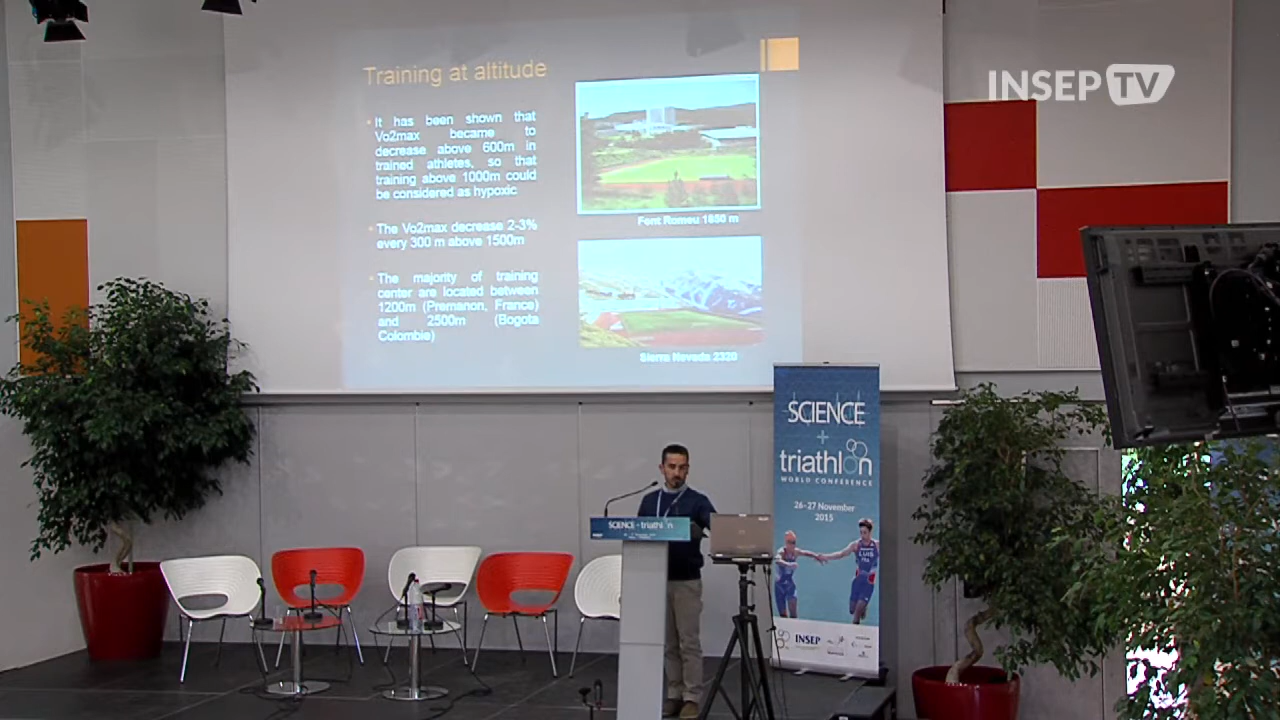 INSEP TV
Training at altitude
It has been shown that
Vo2max became to
decrease above 600m in
trained athletes, so that
training above 1000m could
be considered as hypoxic
The Vo2max decrease 2-3%
every 300 m above 1500m
The majority of training
center are located between
1200m (Premanon, France)
and 2500m (Bogota
Colombie)
Font Romeu 1850 m
Sierra Nevada 2320
SCIENCE
+
triathlon
WORLD CONFERENCE
26-27 November
2015
LUIS
INSEP
SCIENCE + triathlon